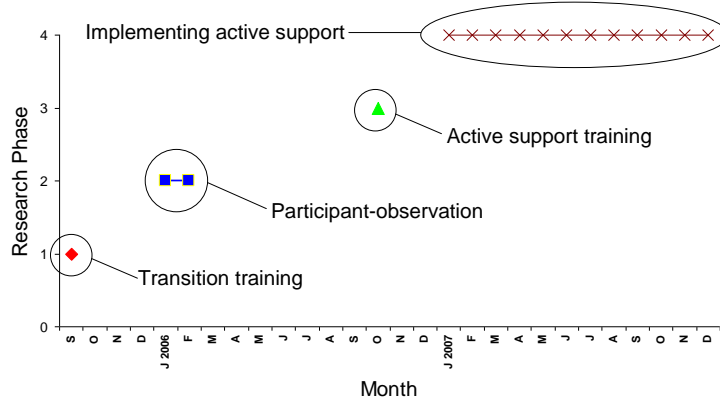 Implementing active support
4
3
2
1
0
Research Phase
Active support training
Participant-observation
Transition training
S O N D J 2006 F M A M J J A S O N D J 2007 F M A M J J A S O N D
Month